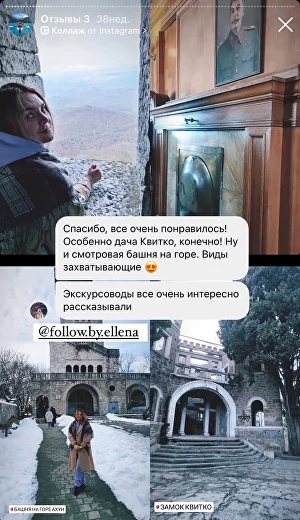 Отзывы 3 38нед.
Коллаж от instagram >
Спасибо, все очень понравилось!
Особенно дача Квитко, конечно! Ну
и смотровая башня на горе. Виды
захватывающие 😍
Экскурсоводы все очень интересно
рассказывали
@follow.by.ellena
БАШНЯ НА ГОРЕ АХУН
ЗАМОК КВИТКО